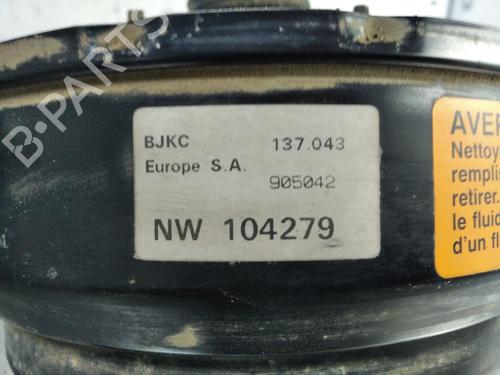 BJKC 137.043
Europe S.A.
905042
NW 104279
AVER
Nettoy
remplis
retirer.
le fluid
d'un fl
B-PARTS